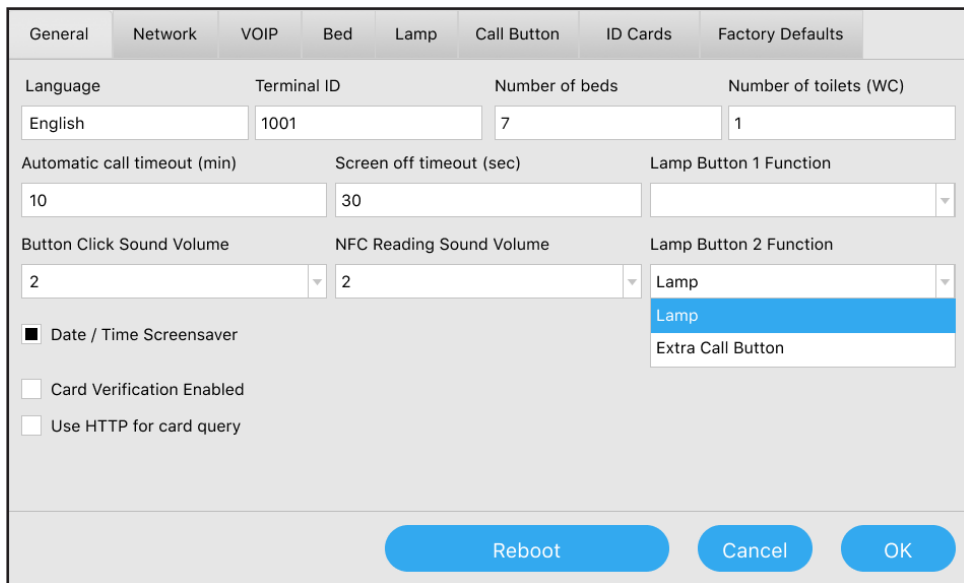 General Network VOIP Bed Lamp Call Button ID Cards Factory Defaults
Language Terminal ID Number of beds Number of toilets (WC)
English 1001 7 1
Automatic call timeout (min) Screen off timeout (sec) Lamp Button 1 Function
10 30
Button Click Sound Volume NFC Reading Sound Volume Lamp Button 2 Function
2 2 Lamp
Lamp
Date / Time Screensaver
Extra Call Button
Card Verification Enabled
Use HTTP for card query
Reboot Cancel OK